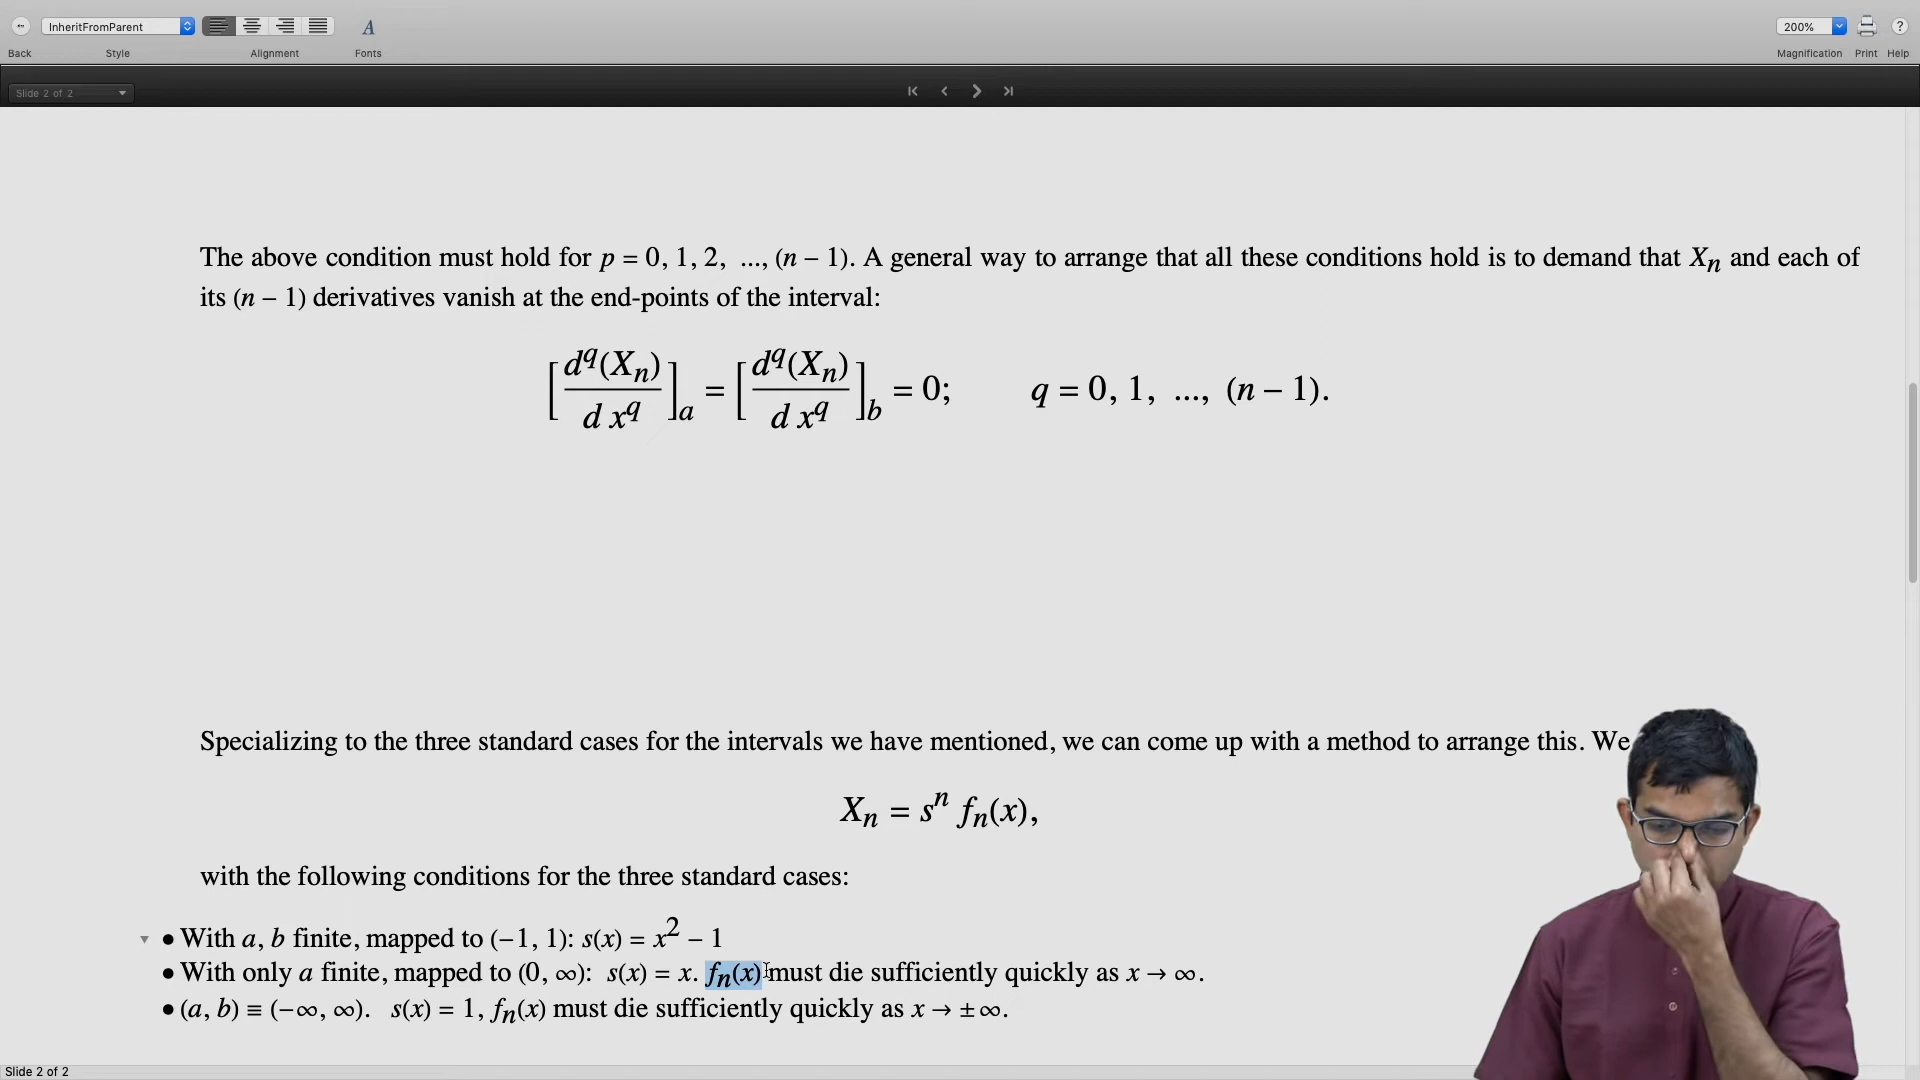 InheritFromParent
200%
Back Style Alignment Fonts Magnification Print Help
Slide 2 of 2
The above condition must hold for p = 0, 1, 2, ..., (n − 1). A general way to arrange that all these conditions hold is to demand that Xₙ and each of
its (n − 1) derivatives vanish at the end-points of the interval:
[d^q(Xₙ)/d x^q]_a = [d^q(Xₙ)/d x^q]_b = 0; q = 0, 1, ..., (n − 1).
Specializing to the three standard cases for the intervals we have mentioned, we can come up with a method to arrange this. We
Xₙ = sⁿ fₙ(x),
with the following conditions for the three standard cases:
• With a, b finite, mapped to (−1, 1): s(x) = x² − 1
• With only a finite, mapped to (0, ∞): s(x) = x. fₙ(x) must die sufficiently quickly as x → ∞.
• (a, b) ≡ (−∞, ∞). s(x) = 1, fₙ(x) must die sufficiently quickly as x → ±∞.
Slide 2 of 2